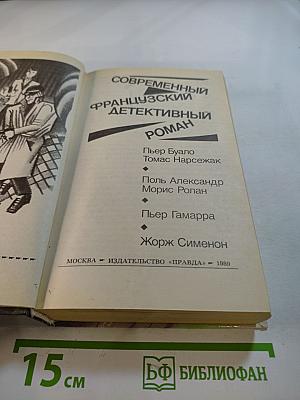 СОВРЕМЕННЫЙ
ФРАНЦУЗСКИЙ
ДЕТЕКТИВНЫЙ
РОМАН
Пьер Буало
Томас Нарсежак
Поль Александр
Морис Ролан
Пьер Гамарра
Жорж Сименон
МОСКВА — ИЗДАТЕЛЬСТВО «ПРАВДА» — 1989
15 см
БФ БИБЛИОФАН